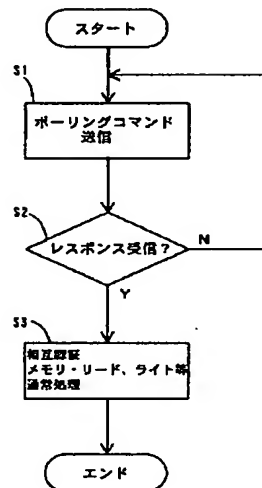 スタート
S1
ポーリングコマンド
送信
S2
レスポンス受信?
N
Y
S3
相互認証
メモリ・リード、ライト等
通常処理
エンド